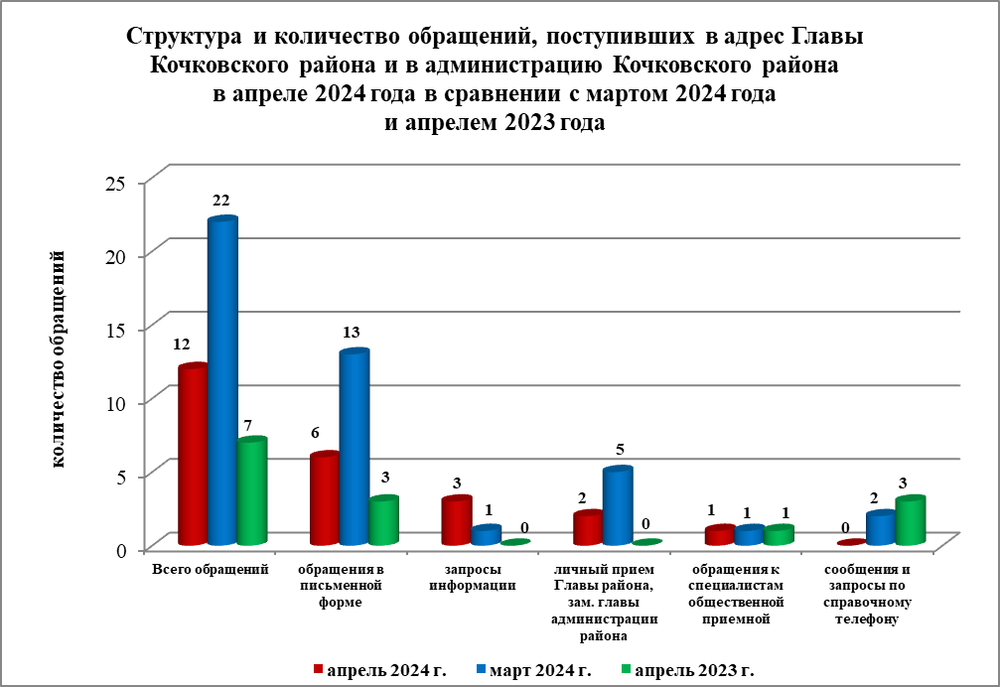 Структура и количество обращений, поступивших в адрес Главы
Кочковского района и в администрацию Кочковского района
в апреле 2024 года в сравнении с мартом 2024 года
и апрелем 2023 года
количество обращений
25
20
15
10
5
0
12
22
7
6
13
3
3
1
0
2
5
0
1
1
1
0
2
3
Всего обращений
обращения в
письменной
форме
запросы
информации
личный прием
Главы района,
зам. главы
администрации
района
обращения к
специалистам
общественной
приемной
сообщения и
запросы по
справочному
телефону
апрель 2024 г.
март 2024 г.
апрель 2023 г.